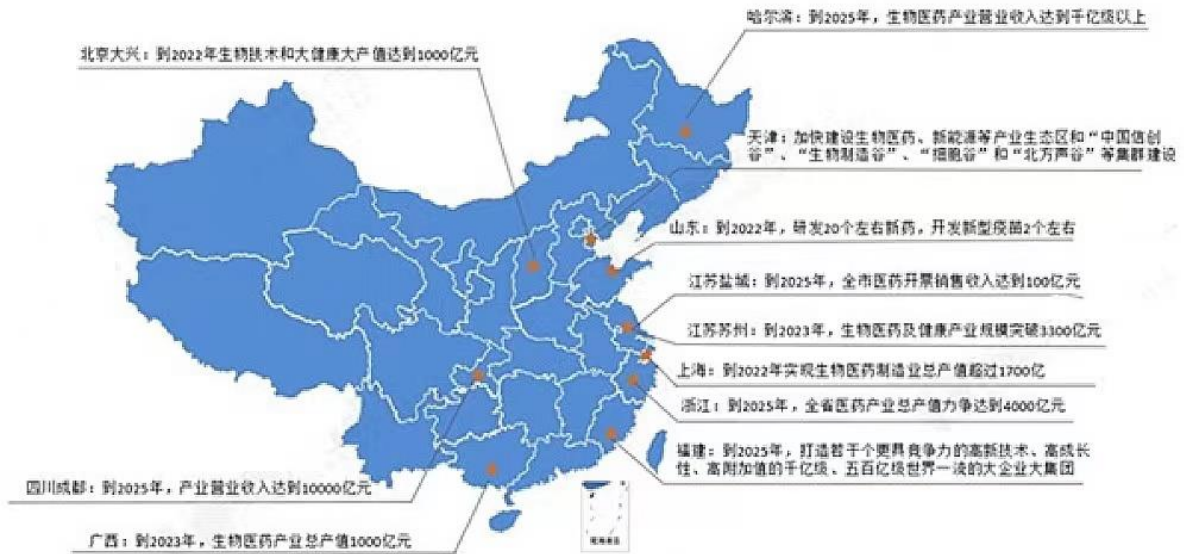 哈尔滨：到2025年，生物医药产业营业收入达到千亿级以上
北京大兴：到2022年生物技术和大健康大产值达到1000亿元
天津：加快建设生物医药、新能源等产业生态区和“中国信创
谷”、“生物制造谷”、“细胞谷”和“北方声谷”等集群建设
山东：到2022年，研发20个左右新药，开发新型疫苗2个左右
江苏盐城：到2025年，全市医药开票销售收入达到100亿元
江苏苏州：到2023年，生物医药及健康产业规模突破3300亿元
上海：到2022年实现生物医药制造业总产值超过1700亿
浙江：到2025年，全省医药产业总产值力争达到4000亿元
福建：到2025年，打造若干个更具竞争力的高新技术、高成长
性、高附加值的千亿级、五百亿级世界一流的大企业大集团
四川成都：到2025年，产业营业收入达到10000亿元
广西：到2023年，生物医药产业总产值1000亿元
南海诸岛